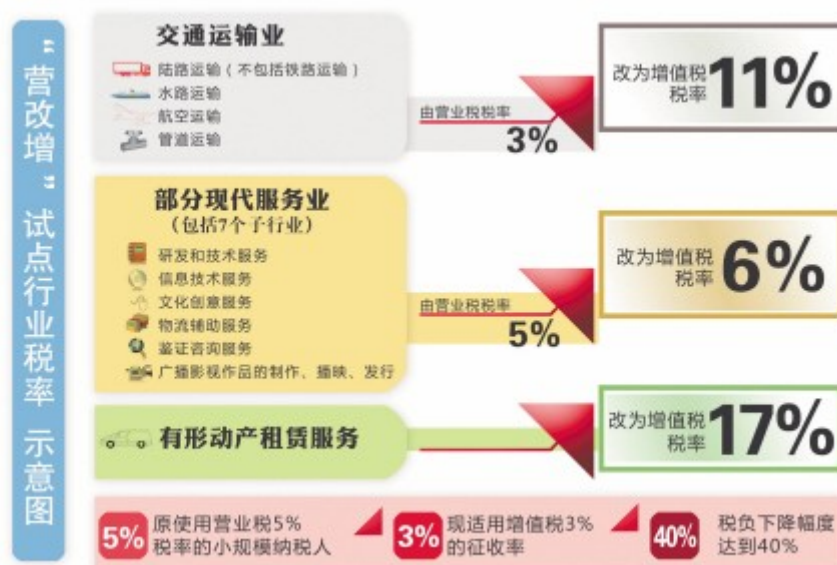 “营改增”试点行业税率 示意图
交通运输业
陆路运输（不包括铁路运输）
水路运输
航空运输
管道运输
由营业税税率
3%
改为增值税
税率
11%
部分现代服务业
（包括7个子行业）
研发和技术服务
信息技术服务
文化创意服务
物流辅助服务
鉴证咨询服务
广播影视作品的制作、播映、发行
由营业税税率
5%
改为增值税
税率
6%
有形动产租赁服务
改为增值税
税率
17%
5%
原使用营业税5%
税率的小规模纳税人
3%
现适用增值税3%
的征收率
40%
税负下降幅度
达到40%